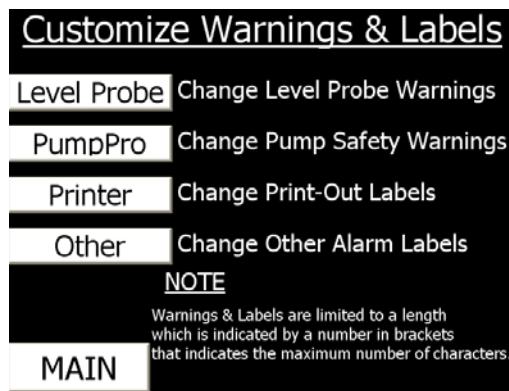 Customize Warnings & Labels
Level Probe Change Level Probe Warnings
PumpPro Change Pump Safety Warnings
Printer Change Print-Out Labels
Other Change Other Alarm Labels
NOTE
Warnings & Labels are limited to a length
which is indicated by a number in brackets
that indicates the maximum number of characters.
MAIN